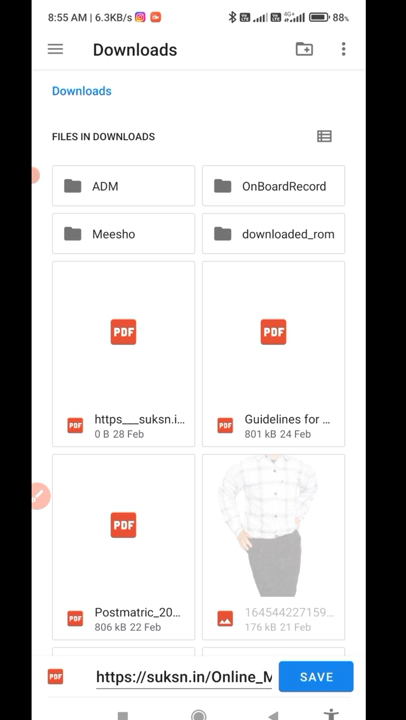 8:55 AM | 6.3KB/s 4G+ 88%
Downloads
Downloads
FILES IN DOWNLOADS
ADM
OnBoardRecord
Meesho
downloaded_rom
PDF
PDF
PDF https___suksn.i...
0 B 28 Feb
PDF Guidelines for ...
801 kB 24 Feb
PDF
PDF Postmatric_20...
806 kB 22 Feb
164544227159...
176 kB 21 Feb
PDF https://suksn.in/Online_M
SAVE